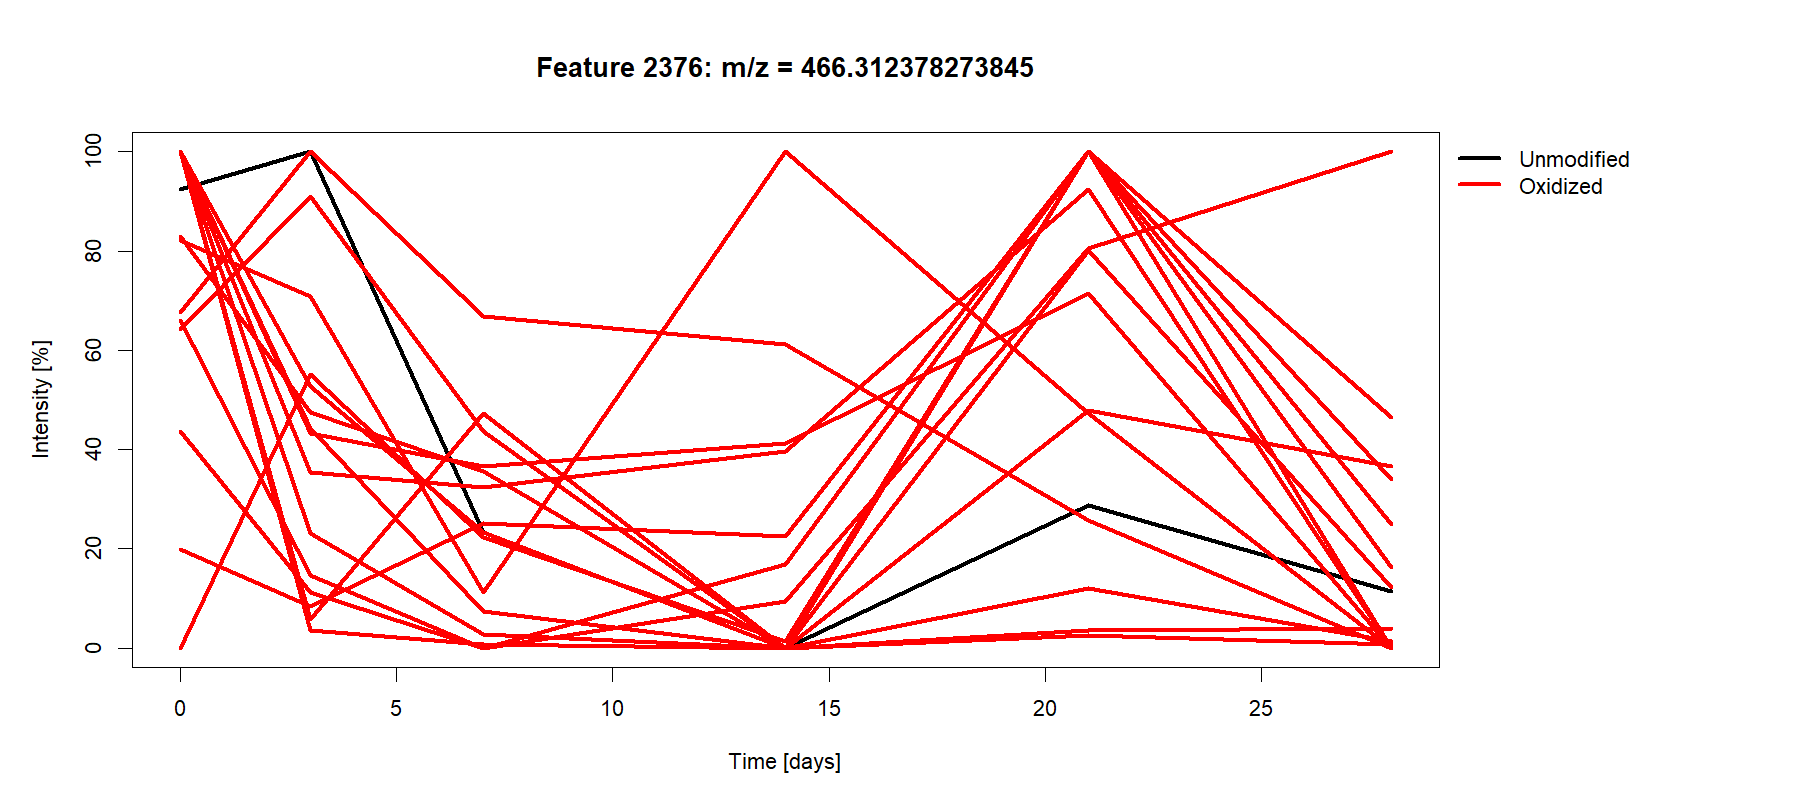 Feature 2376: m/z = 466.312378273845
Unmodified
Oxidized
Intensity [%]
100
80
60
40
20
0
0 5 10 15 20 25
Time [days]